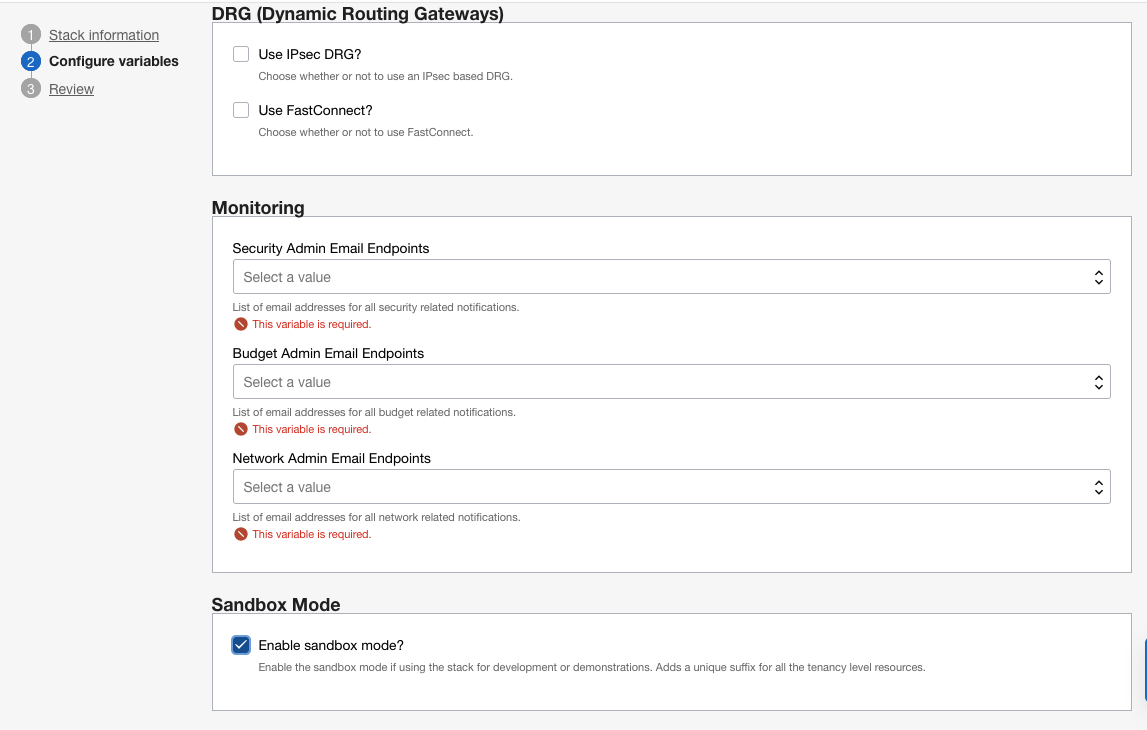 DRG (Dynamic Routing Gateways)
1 Stack information
2 Configure variables
3 Review
Use IPsec DRG?
Choose whether or not to use an IPsec based DRG.
Use FastConnect?
Choose whether or not to use FastConnect.
Monitoring
Security Admin Email Endpoints
Select a value
List of email addresses for all security related notifications.
This variable is required.
Budget Admin Email Endpoints
Select a value
List of email addresses for all budget related notifications.
This variable is required.
Network Admin Email Endpoints
Select a value
List of email addresses for all network related notifications.
This variable is required.
Sandbox Mode
Enable sandbox mode?
Enable the sandbox mode if using the stack for development or demonstrations. Adds a unique suffix for all the tenancy level resources.